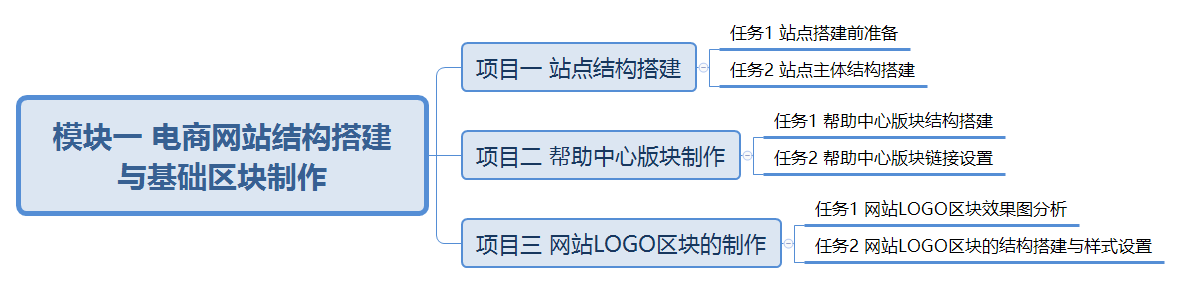 模块一 电商网站结构搭建
与基础区块制作
项目一 站点结构搭建
任务1 站点搭建前准备
任务2 站点主体结构搭建
项目二 帮助中心版块制作
任务1 帮助中心版块结构搭建
任务2 帮助中心版块链接设置
项目三 网站LOGO区块的制作
任务1 网站LOGO区块效果图分析
任务2 网站LOGO区块的结构搭建与样式设置